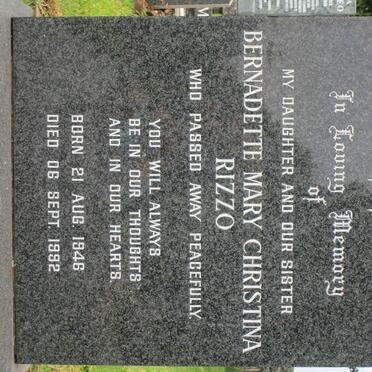 In Loving Memory
of
MY DAUGHTER AND OUR SISTER
BERNADETTE MARY CHRISTINA
RIZZO
WHO PASSED AWAY PEACEFULLY.
YOU WILL ALWAYS
BE IN OUR THOUGHTS
AND IN OUR HEARTS.
BORN 21 AUG 1946
DIED 06 SEPT. 1992